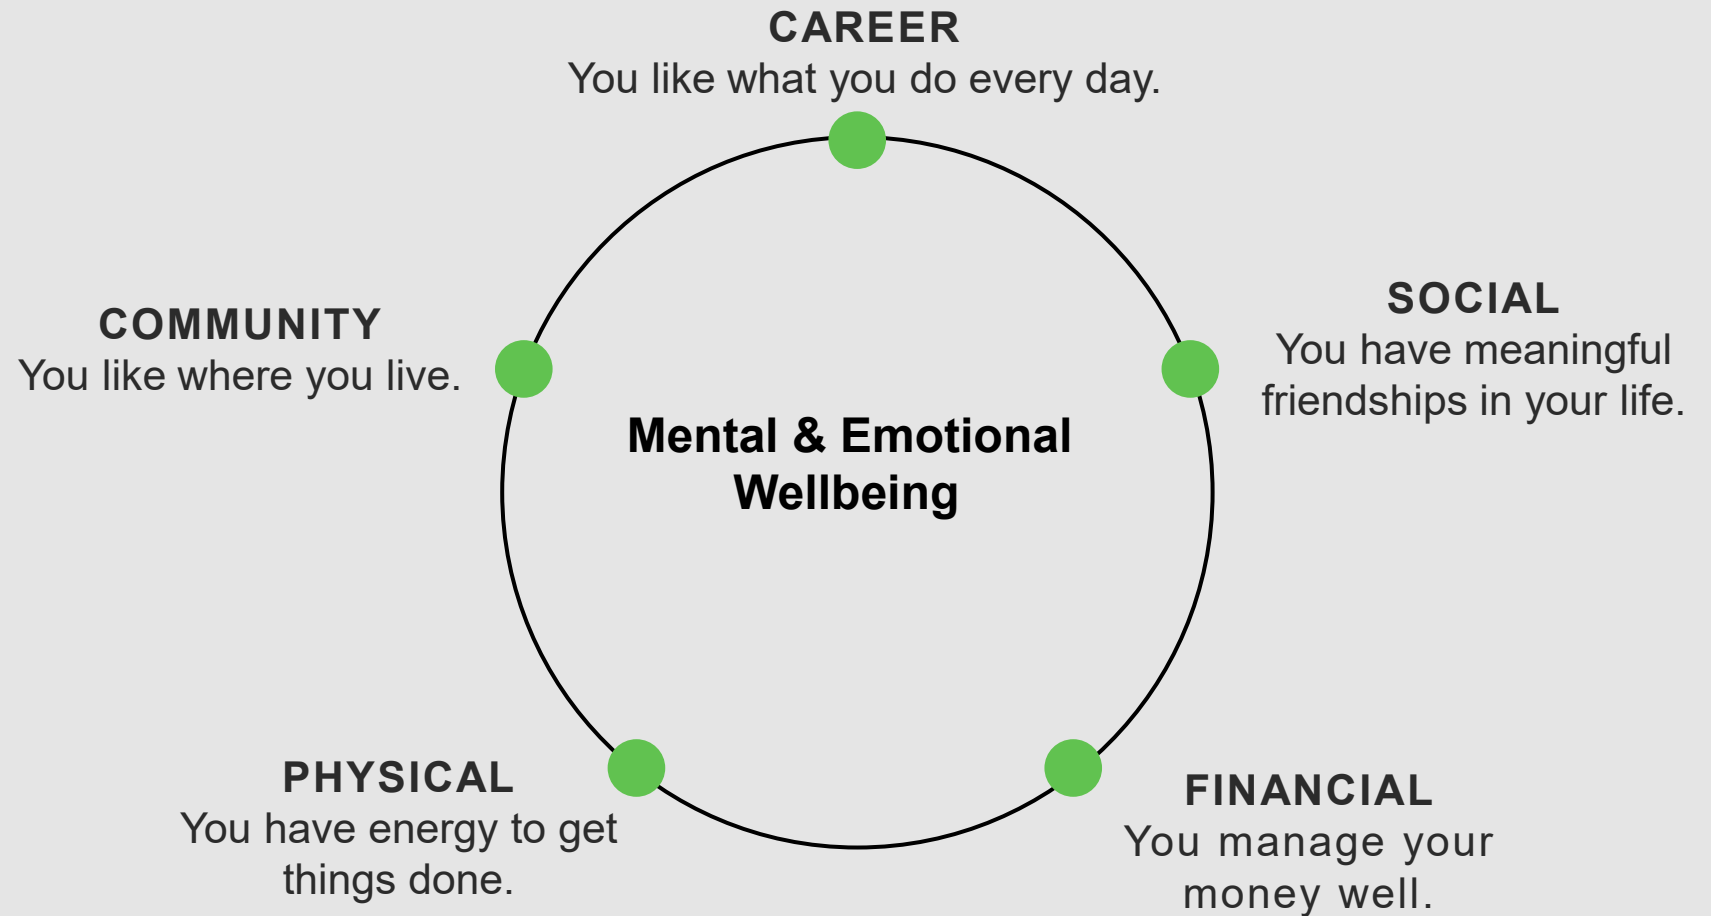 CAREER
You like what you do every day.
SOCIAL
You have meaningful
friendships in your life.
COMMUNITY
You like where you live.
Mental & Emotional
Wellbeing
PHYSICAL
You have energy to get
things done.
FINANCIAL
You manage your
money well.